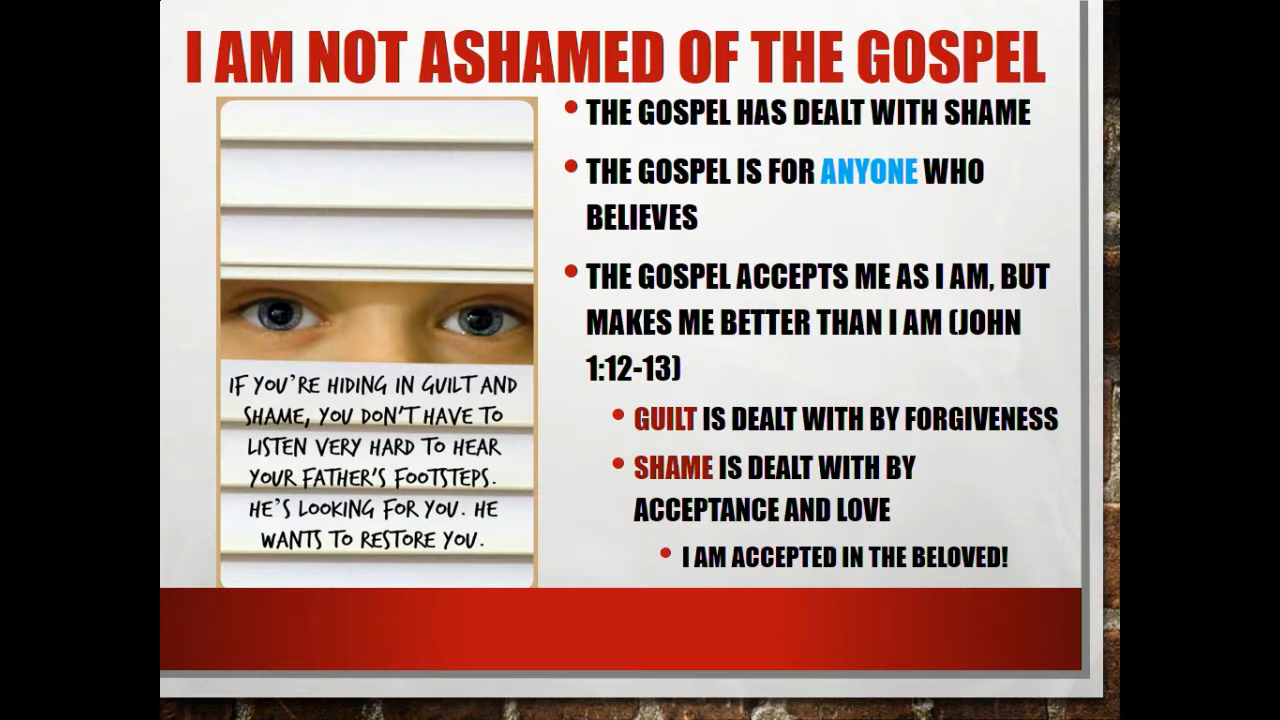 I AM NOT ASHAMED OF THE GOSPEL
IF YOU'RE HIDING IN GUILT AND
SHAME, YOU DON'T HAVE TO
LISTEN VERY HARD TO HEAR
YOUR FATHER'S FOOTSTEPS.
HE'S LOOKING FOR YOU. HE
WANTS TO RESTORE YOU.
• THE GOSPEL HAS DEALT WITH SHAME
• THE GOSPEL IS FOR ANYONE WHO
BELIEVES
• THE GOSPEL ACCEPTS ME AS I AM, BUT
MAKES ME BETTER THAN I AM (JOHN
1:12-13)
• GUILT IS DEALT WITH BY FORGIVENESS
• SHAME IS DEALT WITH BY
ACCEPTANCE AND LOVE
• I AM ACCEPTED IN THE BELOVED!